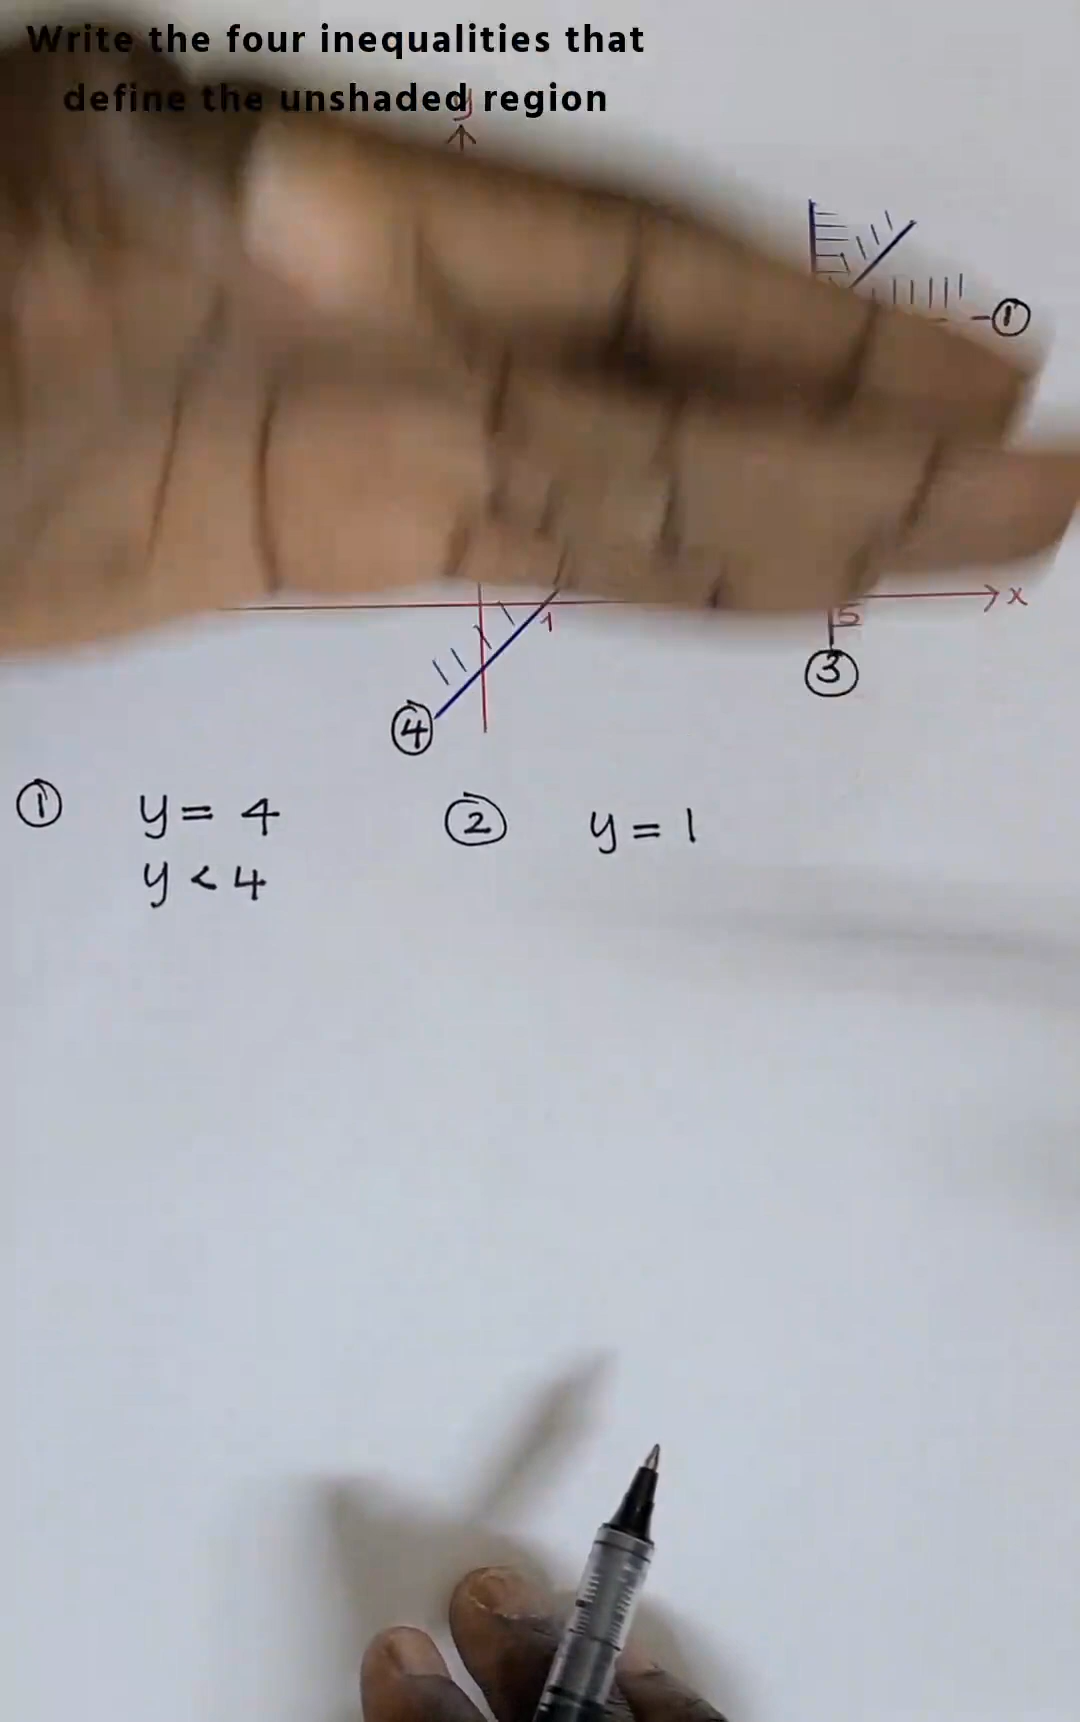 Write the four inequalities that
define the unshaded region
y
①
x
1
5
③
④
① y = 4
y < 4
② y = 1